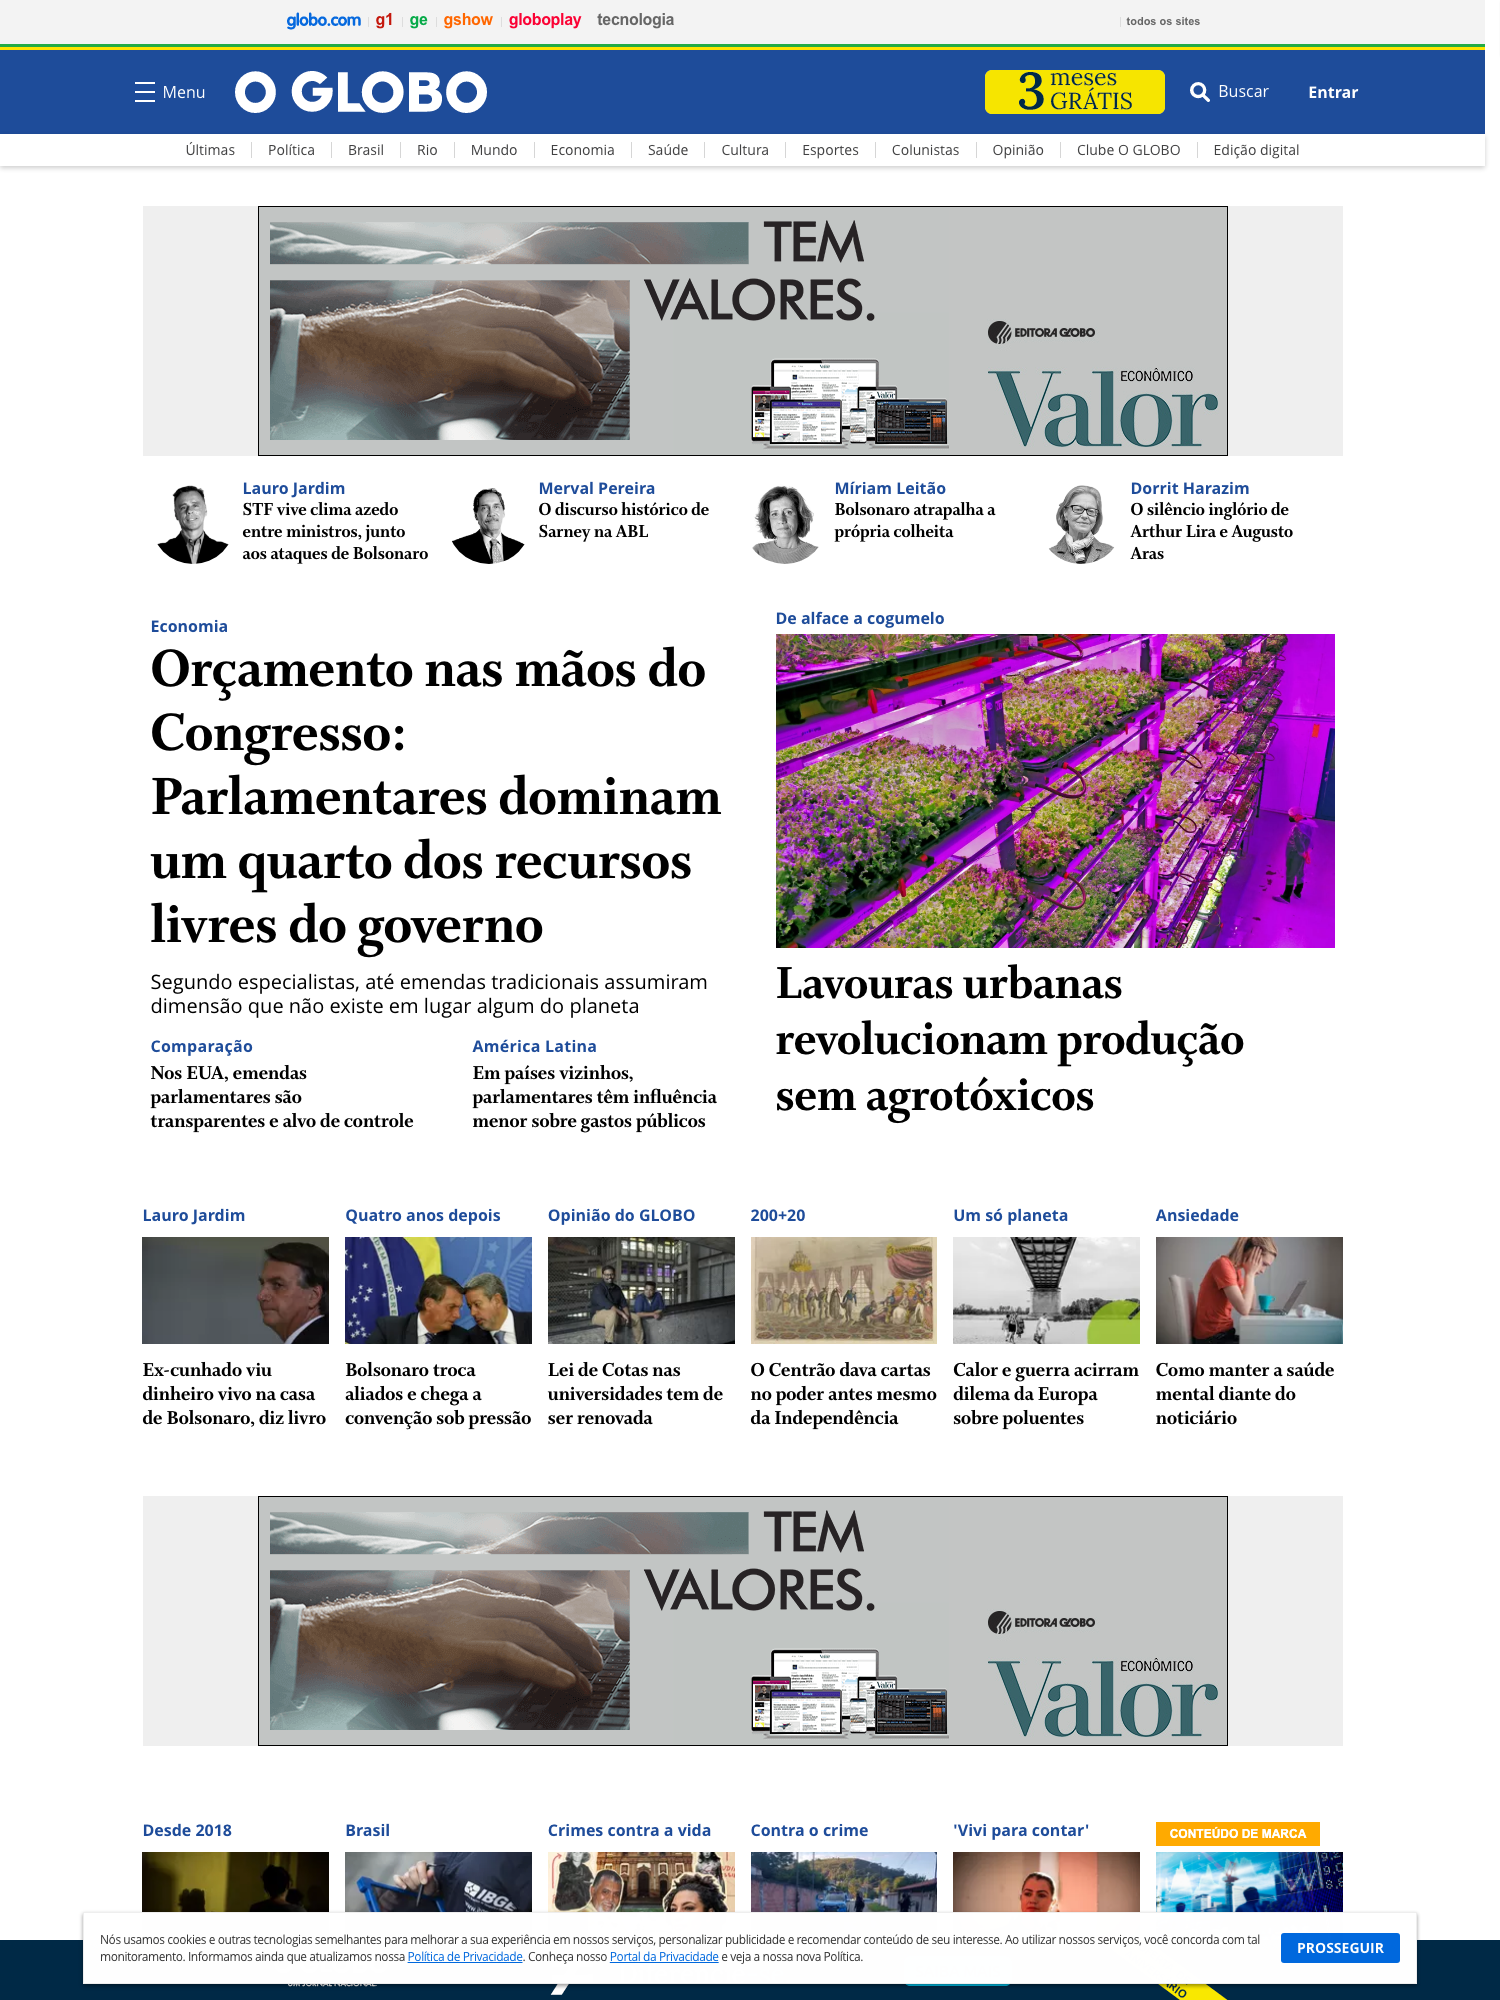 globo.com g1 ge gshow globoplay tecnologia todos os sites
Menu O GLOBO 3 meses GRÁTIS Buscar Entrar
Últimas Política Brasil Rio Mundo Economia Saúde Cultura Esportes Colunistas Opinião Clube O GLOBO Edição digital
TEM
VALORES.
EDITORA GLOBO
ECONÔMICO
Valor
Lauro Jardim
STF vive clima azedo
entre ministros, junto
aos ataques de Bolsonaro
Merval Pereira
O discurso histórico de
Sarney na ABL
Míriam Leitão
Bolsonaro atrapalha a
própria colheita
Dorrit Harazim
O silêncio inglório de
Arthur Lira e Augusto
Aras
Economia
Orçamento nas mãos do
Congresso:
Parlamentares dominam
um quarto dos recursos
livres do governo
Segundo especialistas, até emendas tradicionais assumiram
dimensão que não existe em lugar algum do planeta
Comparação
Nos EUA, emendas
parlamentares são
transparentes e alvo de controle
América Latina
Em países vizinhos,
parlamentares têm influência
menor sobre gastos públicos
De alface a cogumelo
Lavouras urbanas
revolucionam produção
sem agrotóxicos
Lauro Jardim
Ex-cunhado viu
dinheiro vivo na casa
de Bolsonaro, diz livro
Quatro anos depois
Bolsonaro troca
aliados e chega a
convenção sob pressão
Opinião do GLOBO
Lei de Cotas nas
universidades tem de
ser renovada
200+20
O Centrão dava cartas
no poder antes mesmo
da Independência
Um só planeta
Calor e guerra acirram
dilema da Europa
sobre poluentes
Ansiedade
Como manter a saúde
mental diante do
noticiário
TEM
VALORES.
EDITORA GLOBO
ECONÔMICO
Valor
Desde 2018
Brasil
IBGE
Crimes contra a vida
Contra o crime
'Vivi para contar'
CONTEÚDO DE MARCA
Nós usamos cookies e outras tecnologias semelhantes para melhorar a sua experiência em nossos serviços, personalizar publicidade e recomendar conteúdo de seu interesse. Ao utilizar nossos serviços, você concorda com tal
monitoramento. Informamos ainda que atualizamos nossa Política de Privacidade. Conheça nosso Portal da Privacidade e veja a nossa nova Política.
PROSSEGUIR